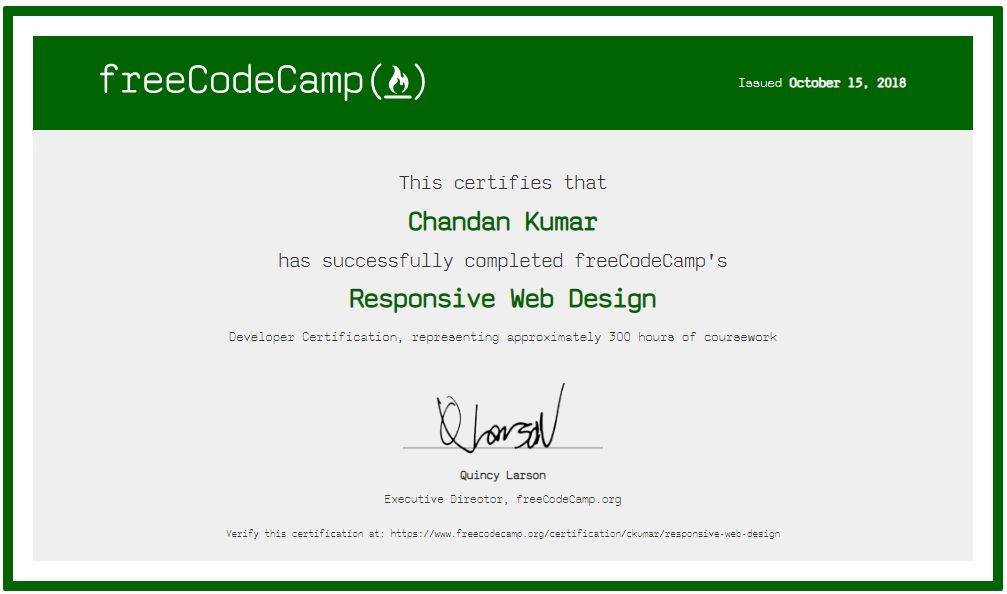 freeCodeCamp(🔥)
Issued October 15, 2018
This certifies that
Chandan Kumar
has successfully completed freeCodeCamp's
Responsive Web Design
Developer Certification, representing approximately 300 hours of coursework
Q Larson
Quincy Larson
Executive Director, freeCodeCamp.org
Verify this certification at: https://www.freecodecamp.org/certification/ckumar/responsive-web-design